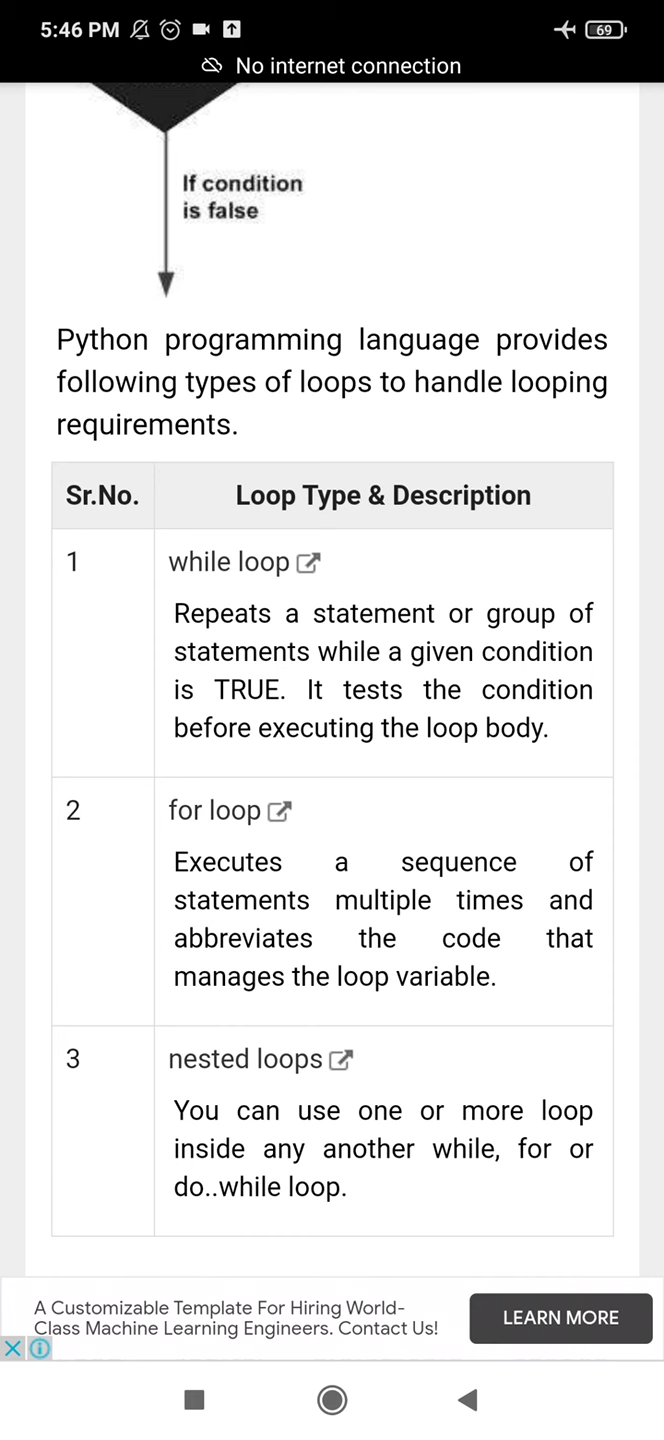 5:46 PM
69
No internet connection
If condition
is false
Python programming language provides
following types of loops to handle looping
requirements.
Sr.No. Loop Type & Description
1 while loop
Repeats a statement or group of
statements while a given condition
is TRUE. It tests the condition
before executing the loop body.
2 for loop
Executes a sequence of
statements multiple times and
abbreviates the code that
manages the loop variable.
3 nested loops
You can use one or more loop
inside any another while, for or
do..while loop.
A Customizable Template For Hiring World-
Class Machine Learning Engineers. Contact Us!
LEARN MORE